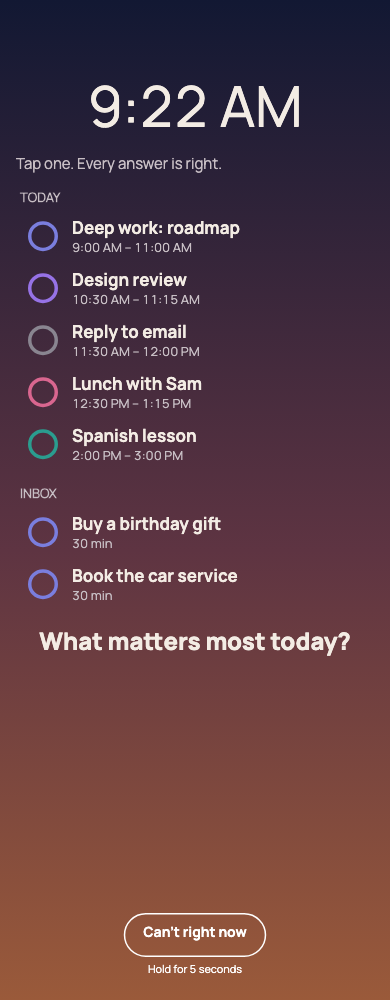 9:22 AM
Tap one. Every answer is right.
TODAY
Deep work: roadmap
9:00 AM – 11:00 AM
Design review
10:30 AM – 11:15 AM
Reply to email
11:30 AM – 12:00 PM
Lunch with Sam
12:30 PM – 1:15 PM
Spanish lesson
2:00 PM – 3:00 PM
INBOX
Buy a birthday gift
30 min
Book the car service
30 min
What matters most today?
Can't right now
Hold for 5 seconds